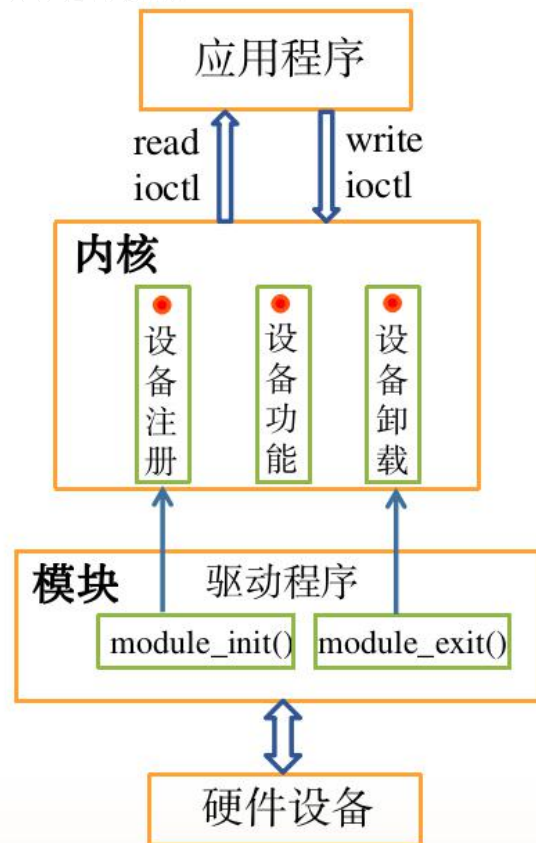 应用程序
read
ioctl
write
ioctl
内核
设备注册
设备功能
设备卸载
模块
驱动程序
module_init()
module_exit()
硬件设备